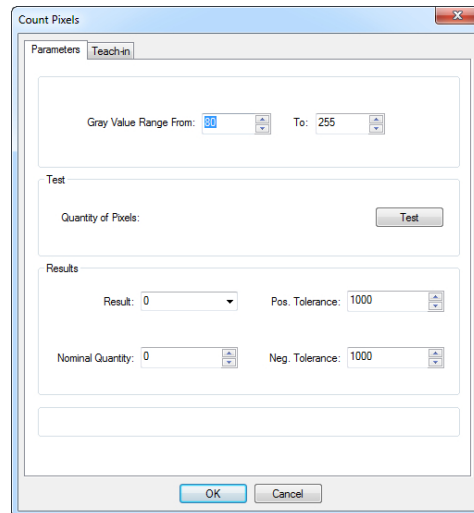 Count Pixels
Parameters Teach-in
Gray Value Range From: 80 To: 255
Test
Quantity of Pixels: Test
Results
Result: 0 Pos. Tolerance: 1000
Nominal Quantity: 0 Neg. Tolerance: 1000
OK Cancel